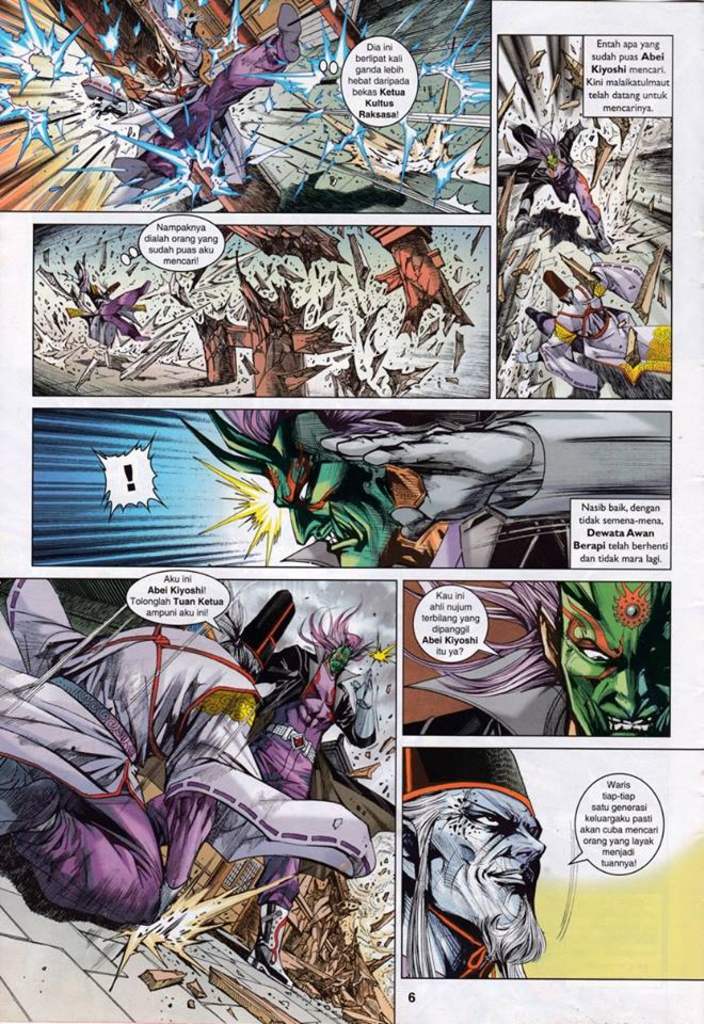 Dia ini
berlipat kali
ganda lebih
hebat daripada
bekas Ketua
Kultus
Raksasa!
Entah apa yang
sudah puas Abei
Kiyoshi mencari.
Kini malaikatulmaut
telah datang untuk
mencarinya.
Nampaknya
dialah orang yang
sudah puas aku
mencari!
!
Nasib baik, dengan
tidak semena-mena,
Dewata Awan
Berapi telah berhenti
dan tidak mara lagi.
Aku ini
Abei Kiyoshi!
Tolonglah Tuan Ketua
ampuni aku ini!
Kau ini
ahli nujum
terbilang yang
dipanggil
Abei Kiyoshi
itu ya?
Waris
tiap-tiap
satu generasi
keluargaku pasti
akan cuba mencari
orang yang layak
menjadi
tuannya!
6